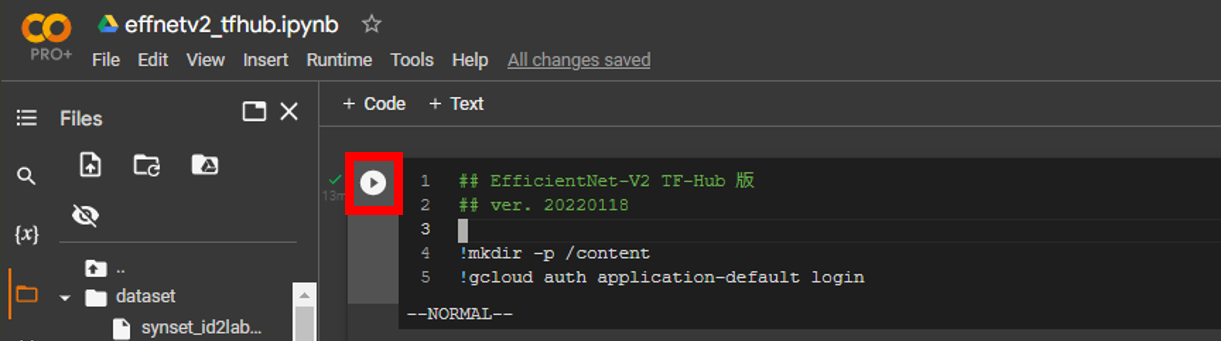 effnetv2_tfhub.ipynb
PRO+
File Edit View Insert Runtime Tools Help All changes saved
Files
+ Code + Text
13m
1 ## EfficientNet-V2 TF-Hub 版
2 ## ver. 20220118
3
4 !mkdir -p /content
5 !gcloud auth application-default login
--NORMAL--
{x}
..
dataset
synset_id2lab...